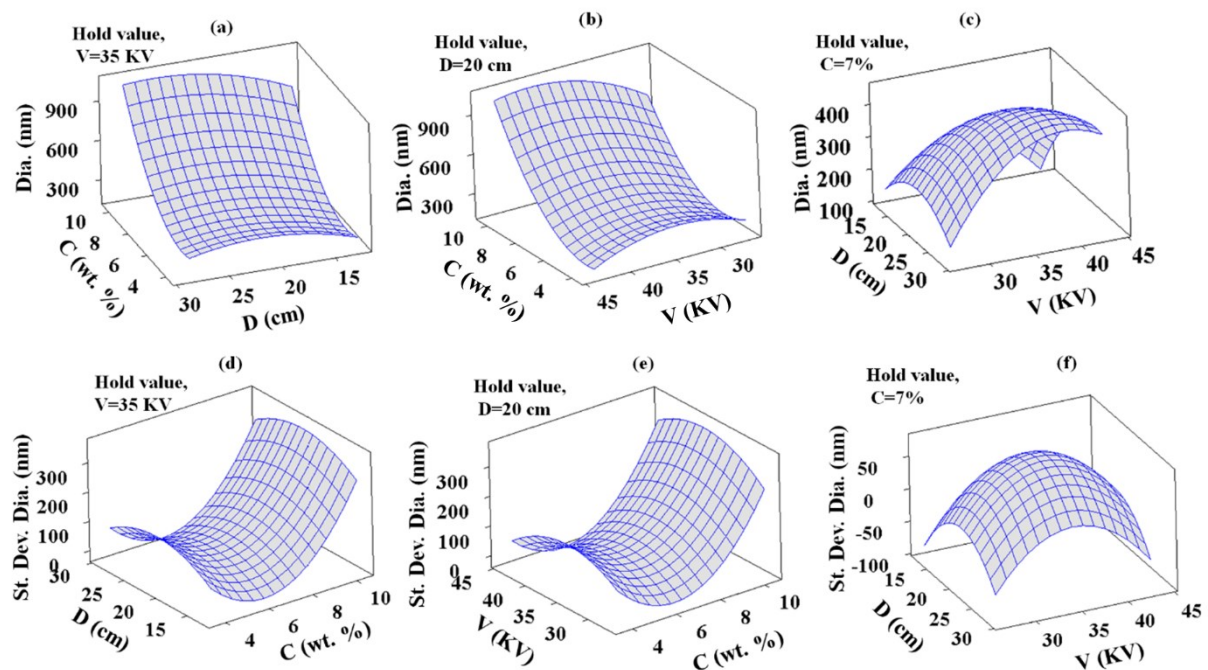 (a)
Hold value,
V=35 KV
Dia. (nm)
900
600
300
10
8
6
4
C (wt. %)
30
25
20
15
D (cm)
(b)
Hold value,
D=20 cm
Dia. (nm)
900
600
300
10
8
6
4
C (wt. %)
45
40
35
30
V (KV)
(c)
Hold value,
C=7%
Dia. (nm)
400
300
200
100
15
20
25
30
D (cm)
30
35
40
45
V (KV)
(d)
Hold value,
V=35 KV
St. Dev. Dia. (nm)
300
200
100
0
30
25
20
15
D (cm)
4
6
8
10
C (wt. %)
(e)
Hold value,
D=20 cm
St. Dev. Dia. (nm)
300
200
100
0
45
40
35
30
V (KV)
4
6
8
10
C (wt. %)
(f)
Hold value,
C=7%
St. Dev. Dia. (nm)
50
0
-50
-100
15
20
25
30
D (cm)
30
35
40
45
V (KV)